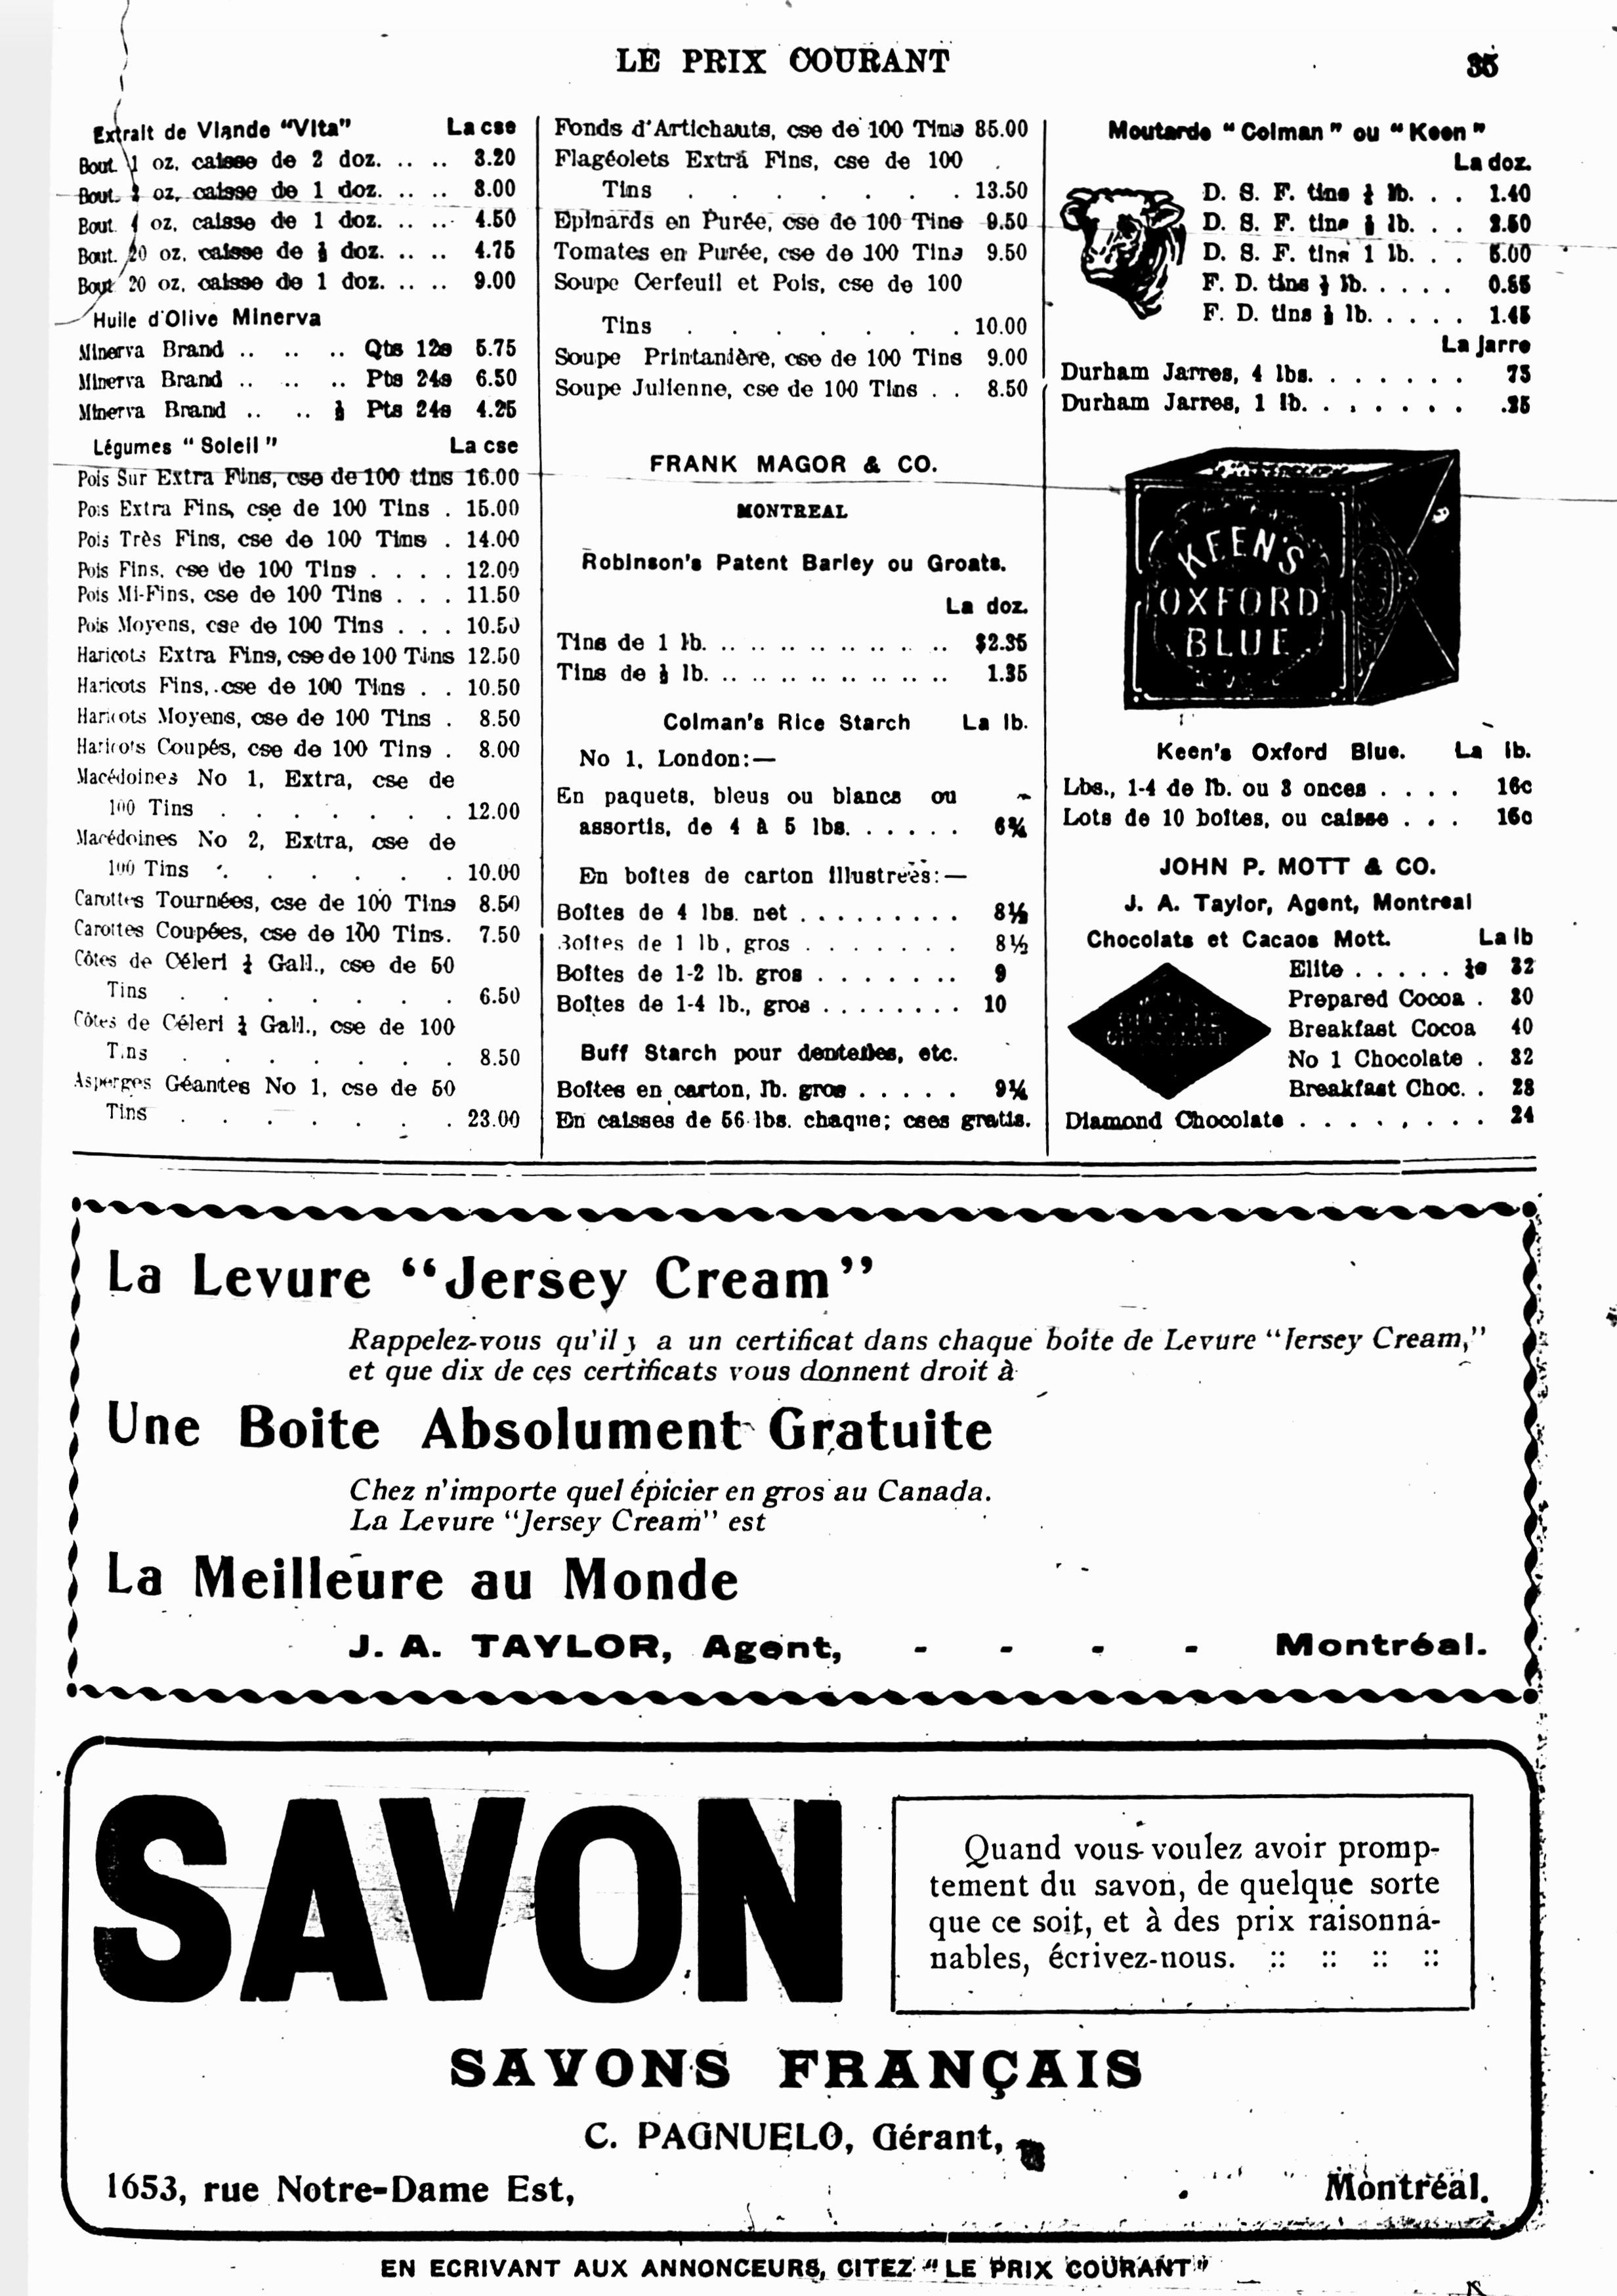 LE PRIX COURANT
35
Extrait de Viande "Vita" La cse
Bout. 1 oz, caisse de 2 doz. .. .. 3.20
Bout. 2 oz, caisse de 1 doz. .. .. 3.00
Bout. 4 oz, caisse de 1 doz. .. .. 4.50
Bout. 20 oz, caisse de ½ doz. .. .. 4.75
Bout 20 oz, caisse de 1 doz. .. .. 9.00
Huile d'Olive Minerva
Minerva Brand .. .. .. Qts 12s 5.75
Minerva Brand .. .. .. Pts 24s 6.50
Minerva Brand .. .. ½ Pts 24s 4.25
Légumes "Soleil" La cse
Pois Sur Extra Fins, cse de 100 tins 16.00
Pois Extra Fins, cse de 100 Tins . 15.00
Pois Très Fins, cse de 100 Tins . 14.00
Pois Fins, cse de 100 Tins . . . . 12.00
Pois Mi-Fins, cse de 100 Tins . . . 11.50
Pois Moyens, cse de 100 Tins . . . 10.50
Haricots Extra Fins, cse de 100 Tins 12.50
Haricots Fins, cse de 100 Tins . . 10.50
Haricots Moyens, cse de 100 Tins . 8.50
Haricots Coupés, cse de 100 Tins . 8.00
Macédoines No 1, Extra, cse de
100 Tins . . . . . . . 12.00
Macédoines No 2, Extra, cse de
100 Tins . . . . . . 10.00
Carottes Tournées, cse de 100 Tins 8.50
Carottes Coupées, cse de 100 Tins. 7.50
Côtes de Céleri Gall., cse de 50
Tins . . . . . . . 6.50
Côtes de Céleri Gall., cse de 100
Tins . . . . . . . 8.50
Asperges Géantes No 1, cse de 50
Tins . . . . . . . 23.00
Fonds d'Artichauts, cse de 100 Tins 85.00
Flagéolets Extra Fins, cse de 100
Tins . . . . . . . 13.50
Epinards en Purée, cse de 100 Tins 9.50
Tomates en Purée, cse de 100 Tins 9.50
Soupe Cerfeuil et Pois, cse de 100
Tins . . . . . . . 10.00
Soupe Printanière, cse de 100 Tins 9.00
Soupe Julienne, cse de 100 Tins . . 8.50
FRANK MAGOR & CO.
MONTREAL
Robinson's Patent Barley ou Groats.
La doz.
Tins de 1 lb. .. .. .. .. .. .. .. .. $2.35
Tins de ½ lb. .. .. .. .. .. .. .. .. 1.35
Colman's Rice Starch La lb.
No 1, London:—
En paquets, bleus ou blancs ou
assortis, de 4 à 5 lbs. . . . . . 6¾
En boîtes de carton illustrées:—
Boîtes de 4 lbs. net . . . . . . . . . 8½
Boîtes de 1 lb, gros . . . . . . . . 8½
Boîtes de 1-2 lb. gros . . . . . . . 9
Boîtes de 1-4 lb., gros . . . . . . . . 10
Buff Starch pour dentelles, etc.
Boîtes en carton, lb. gros . . . . . 9¼
En caisses de 56 lbs. chaque; cses gratis.
Moutarde "Colman" ou "Keen"
La doz.
D. S. F. tins ¼ lb. . . 1.40
D. S. F. tins ½ lb. . . 2.50
D. S. F. tins 1 lb. . . 5.00
F. D. tins ¼ lb. . . . . 0.85
F. D. tins ½ lb. . . . . 1.45
La jarre
Durham Jarres, 4 lbs. . . . . . . 75
Durham Jarres, 1 lb. . . . . . . .25
KEEN'S
OXFORD
BLUE
Keen's Oxford Blue. La lb.
Lbs., 1-4 de lb. ou 3 onces . . . . 16c
Lots de 10 boîtes, ou caisse . . . 16c
JOHN P. MOTT & CO.
J. A. Taylor, Agent, Montreal
Chocolats et Cacaos Mott. La lb
Elite . . . . . 32
Prepared Cocoa . 30
Breakfast Cocoa 40
No 1 Chocolate . 32
Breakfast Choc. . 28
Diamond Chocolate . . . . . . . . 24
La Levure "Jersey Cream"
Rappelez-vous qu'il y a un certificat dans chaque boîte de Levure "Jersey Cream,"
et que dix de ces certificats vous donnent droit à
Une Boite Absolument Gratuite
Chez n'importe quel épicier en gros au Canada.
La Levure "Jersey Cream" est
La Meilleure au Monde
J. A. TAYLOR, Agent, - - - - Montréal.
SAVON
Quand vous voulez avoir promp-
tement du savon, de quelque sorte
que ce soit, et à des prix raisonna-
nables, écrivez-nous. :: :: :: ::
SAVONS FRANÇAIS
C. PAGNUELO, Gérant,
1653, rue Notre-Dame Est, Montréal.
EN ECRIVANT AUX ANNONCEURS, CITEZ "LE PRIX COURANT"